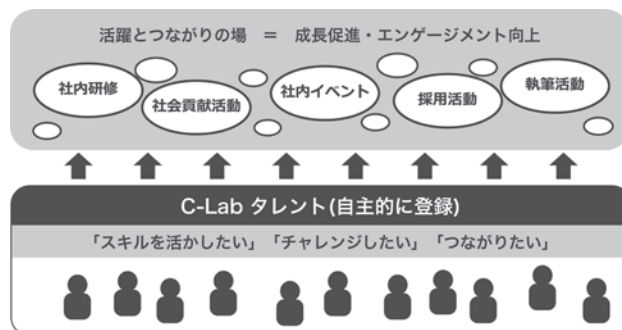 活躍とつながりの場 ＝ 成長促進・エンゲージメント向上
社内研修
社会貢献活動
社内イベント
採用活動
執筆活動
C-Lab タレント(自主的に登録)
「スキルを活かしたい」「チャレンジしたい」「つながりたい」